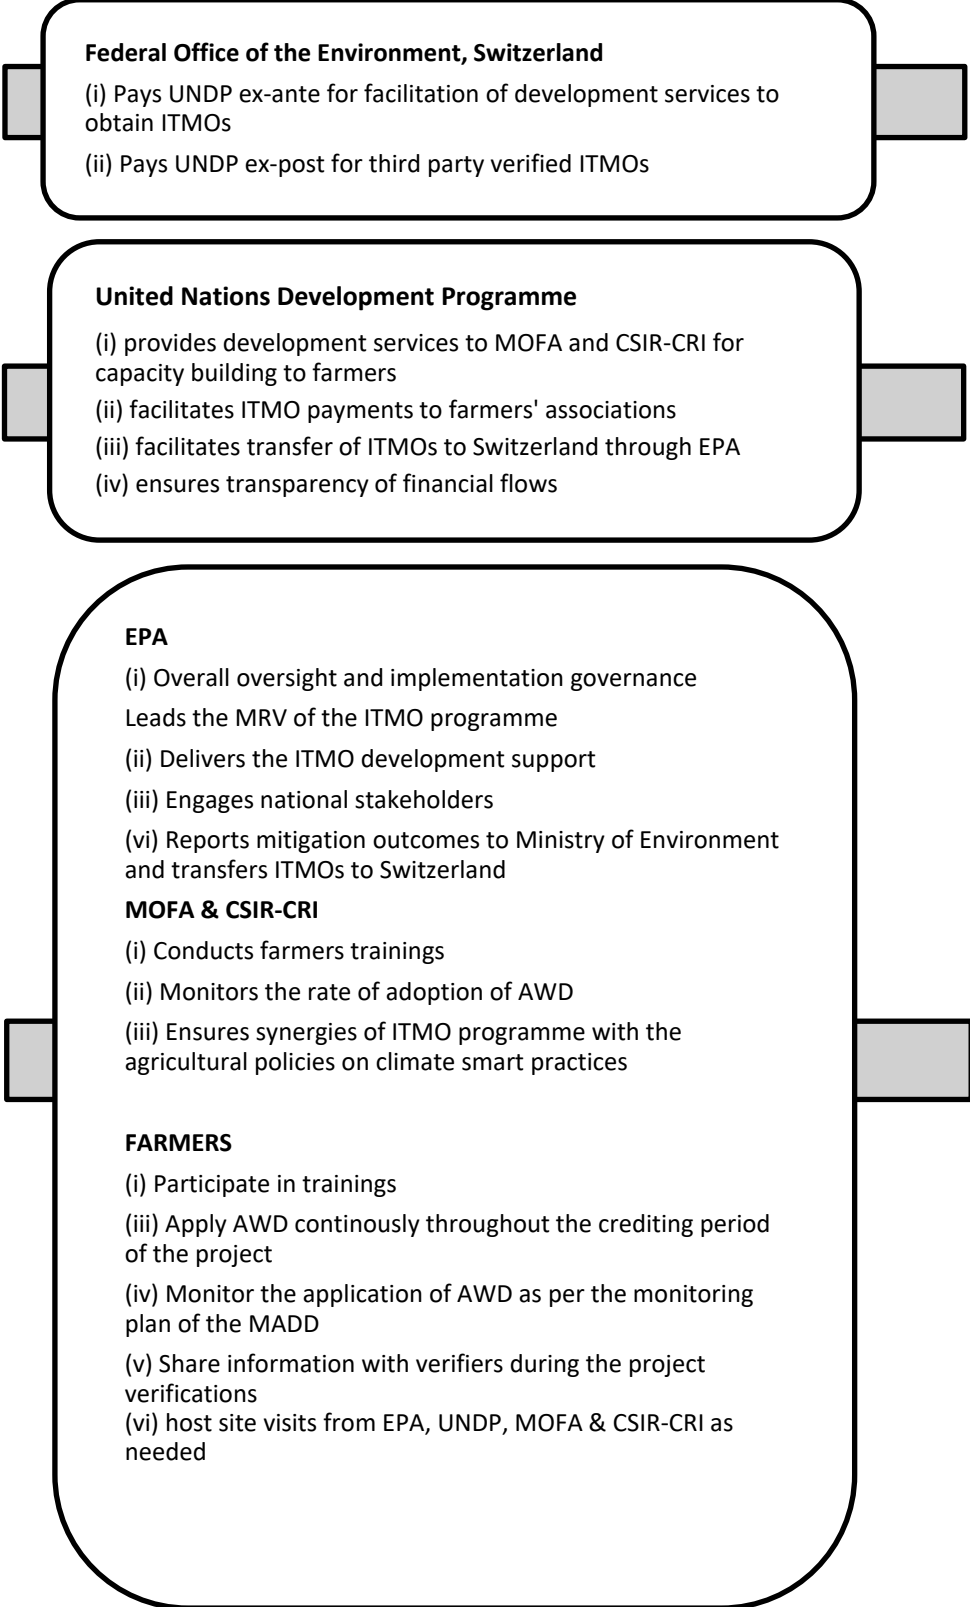 Federal Office of the Environment, Switzerland
(i) Pays UNDP ex-ante for facilitation of development services to
obtain ITMOs
(ii) Pays UNDP ex-post for third party verified ITMOs
United Nations Development Programme
(i) provides development services to MOFA and CSIR-CRI for
capacity building to farmers
(ii) facilitates ITMO payments to farmers' associations
(iii) facilitates transfer of ITMOs to Switzerland through EPA
(iv) ensures transparency of financial flows
EPA
(i) Overall oversight and implementation governance
Leads the MRV of the ITMO programme
(ii) Delivers the ITMO development support
(iii) Engages national stakeholders
(vi) Reports mitigation outcomes to Ministry of Environment
and transfers ITMOs to Switzerland
MOFA & CSIR-CRI
(i) Conducts farmers trainings
(ii) Monitors the rate of adoption of AWD
(iii) Ensures synergies of ITMO programme with the
agricultural policies on climate smart practices
FARMERS
(i) Participate in trainings
(iii) Apply AWD continously throughout the crediting period
of the project
(iv) Monitor the application of AWD as per the monitoring
plan of the MADD
(v) Share information with verifiers during the project
verifications
(vi) host site visits from EPA, UNDP, MOFA & CSIR-CRI as
needed